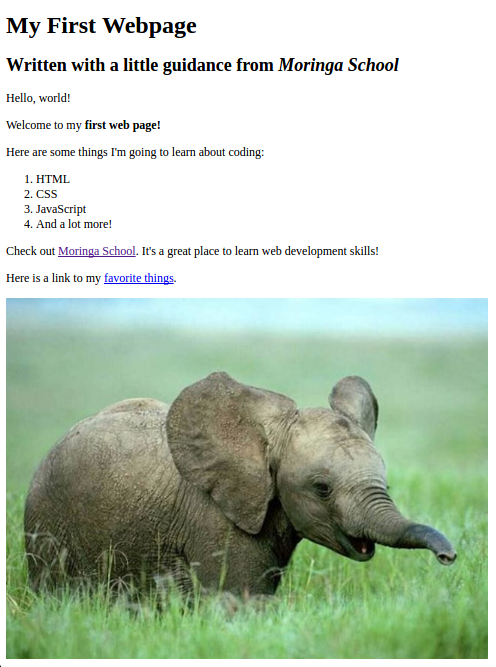 My First Webpage
Written with a little guidance from Moringa School
Hello, world!
Welcome to my first web page!
Here are some things I'm going to learn about coding:
1. HTML
2. CSS
3. JavaScript
4. And a lot more!
Check out Moringa School. It's a great place to learn web development skills!
Here is a link to my favorite things.